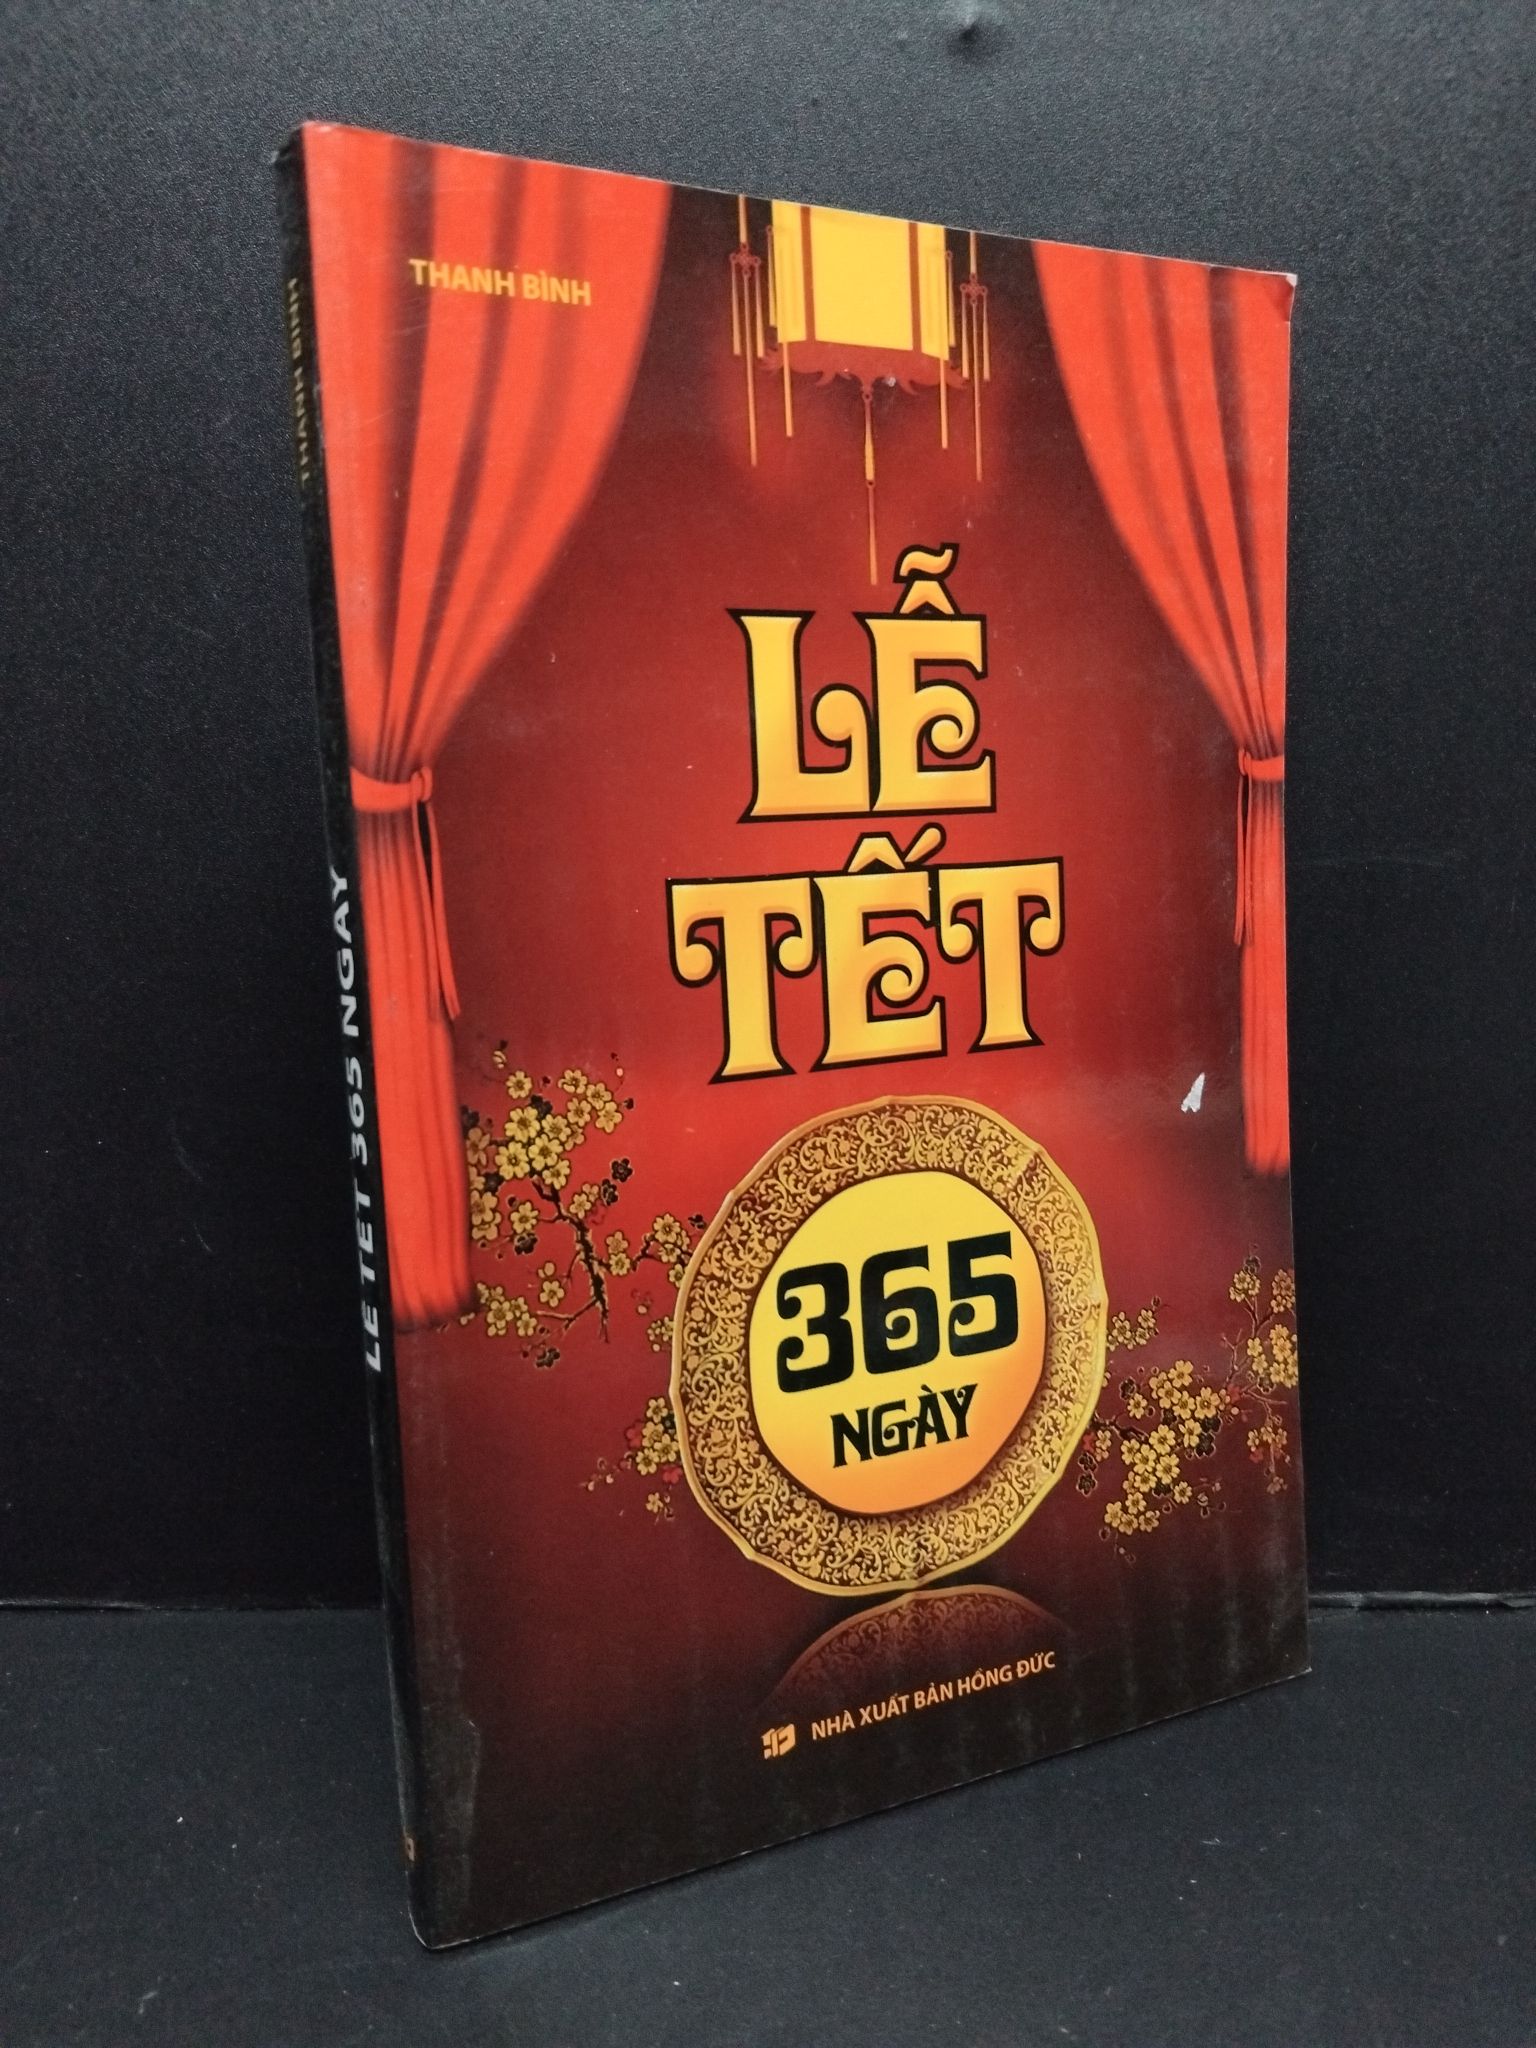 THANH BÌNH
LỄ
TẾT
365
NGÀY
NHÀ XUẤT BẢN HỒNG ĐỨC
THANH BÌNH
LỄ TẾT 365 NGÀY